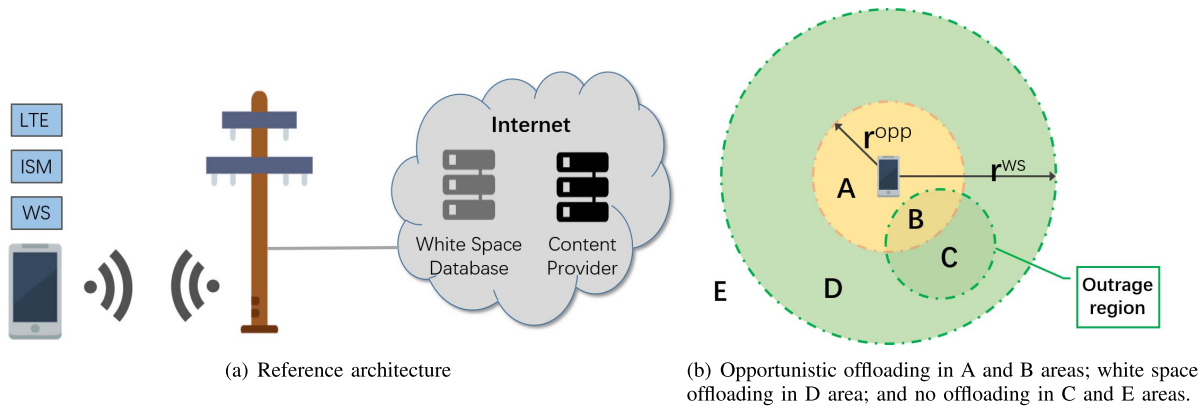 LTE
ISM
WS
Internet
White Space
Database
Content
Provider
(a) Reference architecture
r^opp
r^ws
A
B
C
D
E
Outrage
region
(b) Opportunistic offloading in A and B areas; white space
offloading in D area; and no offloading in C and E areas.